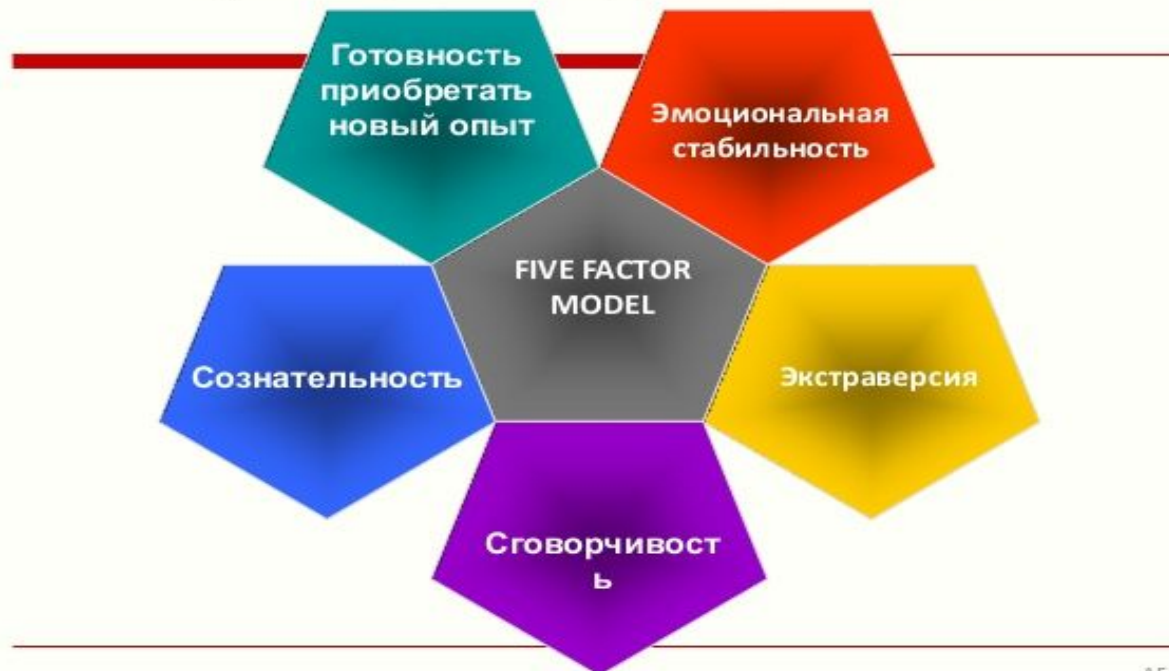 Готовность
приобретать
новый опыт
Эмоциональная
стабильность
FIVE FACTOR
MODEL
Сознательность
Экстраверсия
Сговорчивост
ь